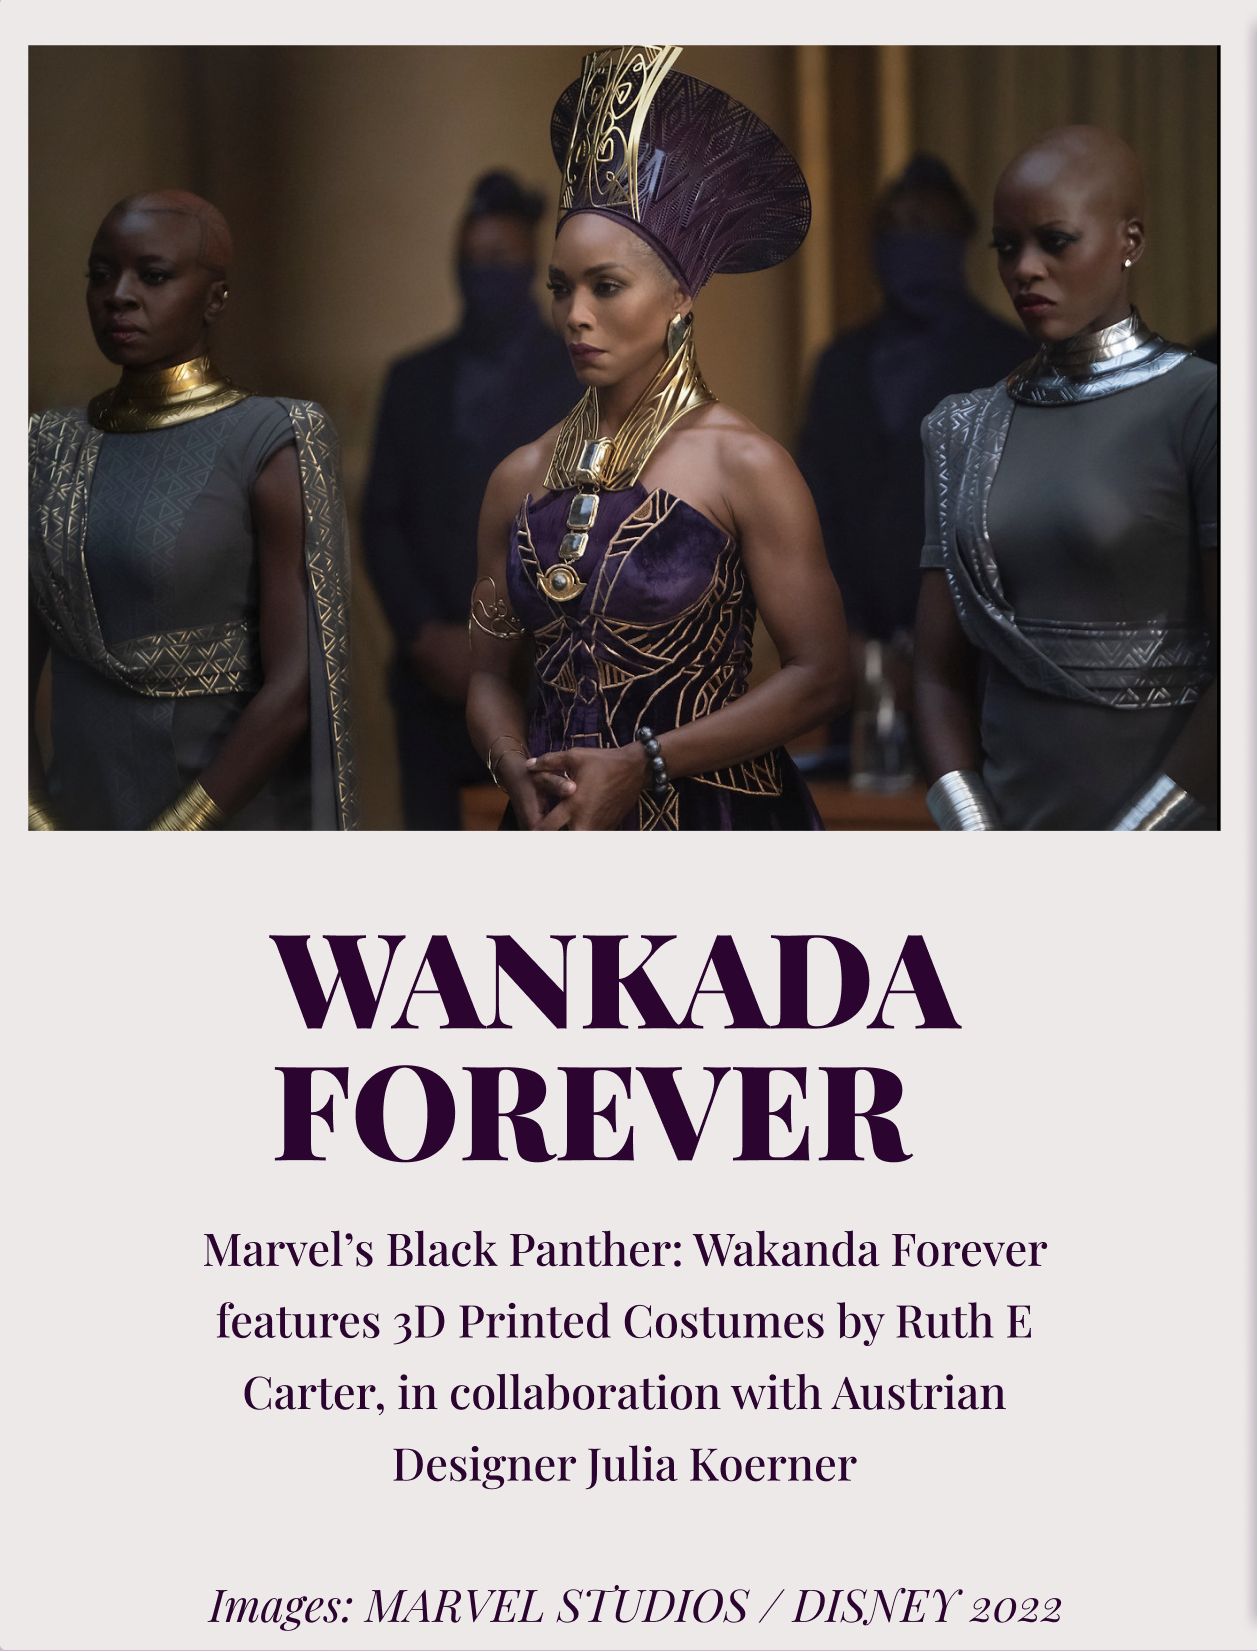 WANKADA
FOREVER
Marvel’s Black Panther: Wakanda Forever
features 3D Printed Costumes by Ruth E
Carter, in collaboration with Austrian
Designer Julia Koerner
Images: MARVEL STUDIOS / DISNEY 2022